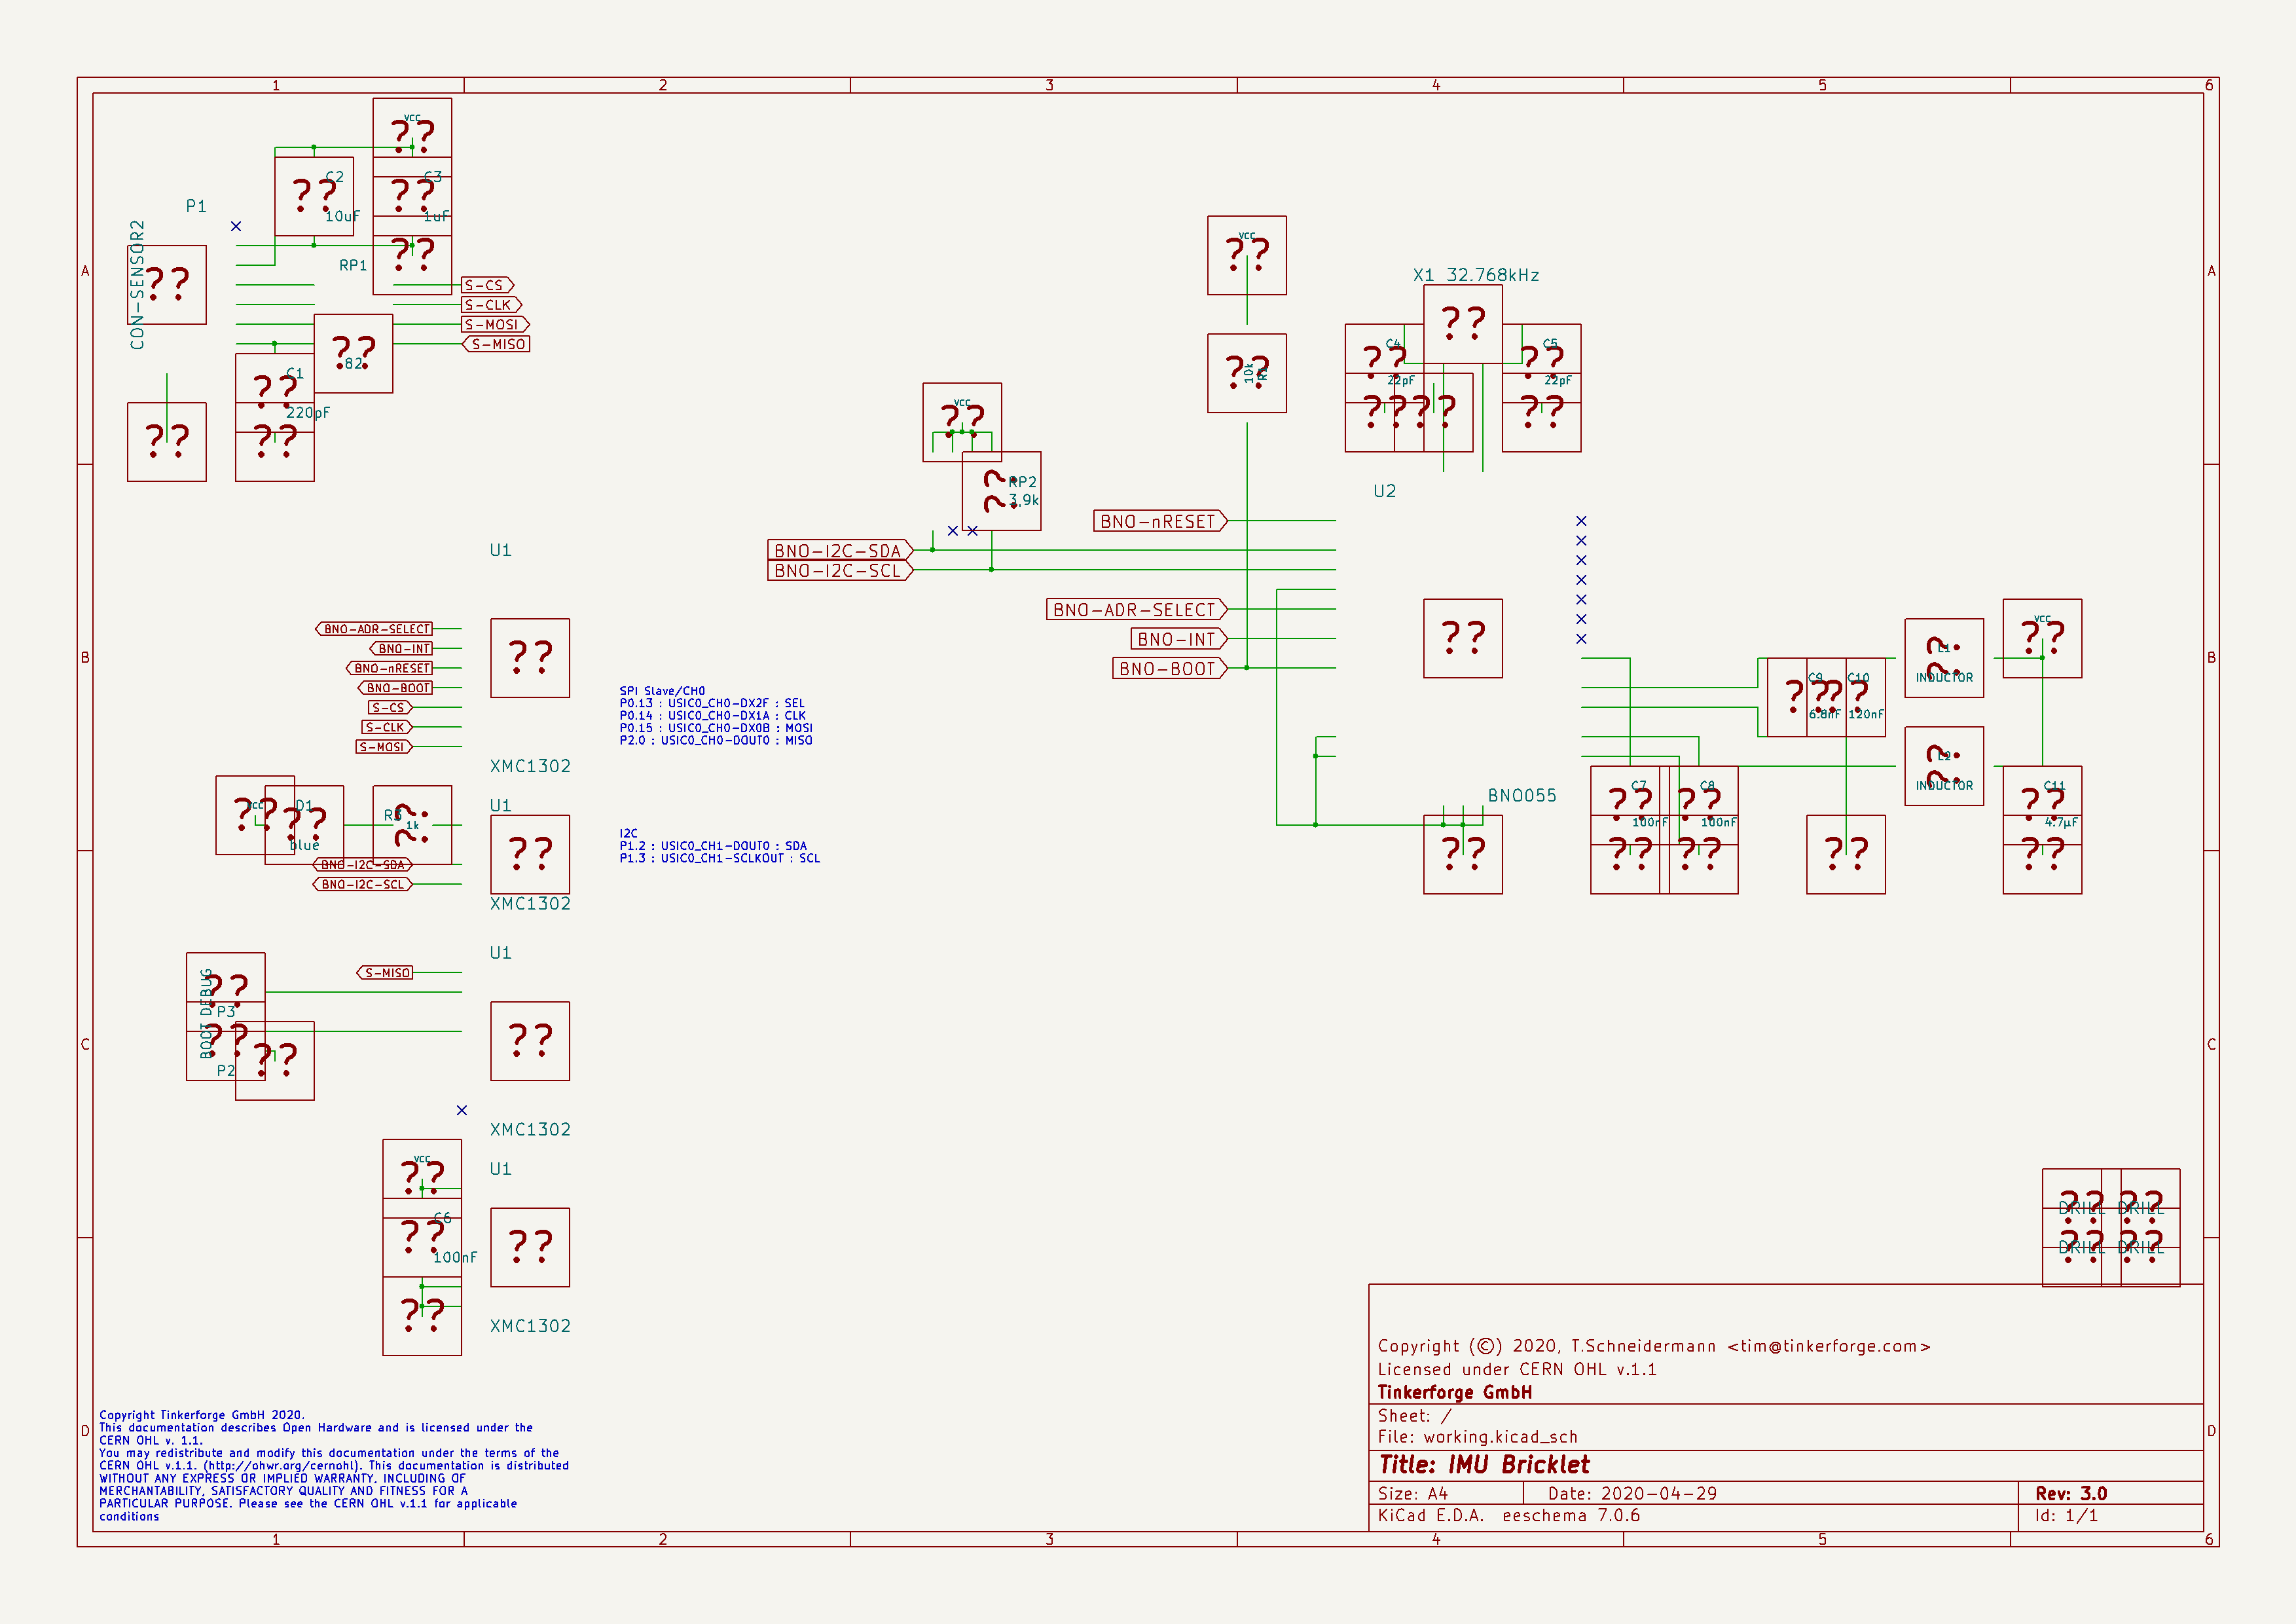 1 2 3 4 5 6
A A
B B
C C
D D
1 2 3 4 5 6
P1
CON-SENSOR2
??
VCC
??
C2
??
10uF
C3
??
1uF
??
RP1
??
82
S-CS
S-CLK
S-MOSI
S-MISO
C1
??
220pF
??
??
VCC
??
??
RP2
3.9k
VCC
??
??
10k
X1 32.768kHz
??
C4
??
22pF
????
C5
??
22pF
??
U2
BNO-nRESET
BNO-I2C-SDA
BNO-I2C-SCL
BNO-ADR-SELECT
BNO-INT
BNO-BOOT
??
BNO055
??
L1
??
INDUCTOR
L2
??
INDUCTOR
VCC
??
C9
6.8nF
C10
120nF
C7
??
100nF
??
C8
??
100nF
??
??
C11
??
4.7µF
??
U1
BNO-ADR-SELECT
BNO-INT
BNO-nRESET
BNO-BOOT
S-CS
S-CLK
S-MOSI
??
XMC1302
SPI Slave/CH0
P0.13 : USIC0_CH0-DX2F : SEL
P0.14 : USIC0_CH0-DX1A : CLK
P0.15 : USIC0_CH0-DX0B : MOSI
P2.0 : USIC0_CH0-DOUT0 : MISO
VCC
??
D1
??
blue
R3
??
1k
U1
BNO-I2C-SDA
BNO-I2C-SCL
??
XMC1302
I2C
P1.2 : USIC0_CH1-DOUT0 : SDA
P1.3 : USIC0_CH1-SCLKOUT : SCL
U1
S-MISO
??
DEBUG
P3
??
BOOT
P2
??
??
XMC1302
U1
VCC
??
C6
??
100nF
??
??
XMC1302
??
DRILL
??
DRILL
??
DRILL
??
DRILL
Copyright Tinkerforge GmbH 2020.
This documentation describes Open Hardware and is licensed under the
CERN OHL v. 1.1.
You may redistribute and modify this documentation under the terms of the
CERN OHL v.1.1. (http://ohwr.org/cernohl). This documentation is distributed
WITHOUT ANY EXPRESS OR IMPLIED WARRANTY, INCLUDING OF
MERCHANTABILITY, SATISFACTORY QUALITY AND FITNESS FOR A
PARTICULAR PURPOSE. Please see the CERN OHL v.1.1 for applicable
conditions
Copyright (©) 2020, T.Schneidermann <tim@tinkerforge.com>
Licensed under CERN OHL v.1.1
Tinkerforge GmbH
Sheet: /
File: working.kicad_sch
Title: IMU Bricklet
Size: A4 Date: 2020-04-29 Rev: 3.0
KiCad E.D.A. eeschema 7.0.6 Id: 1/1